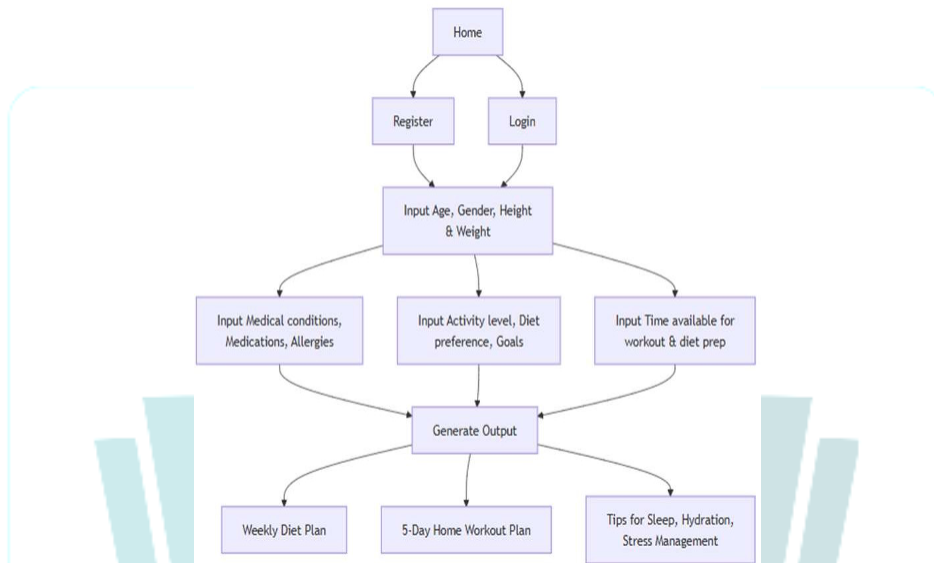 Home
Register
Login
Input Age, Gender, Height
& Weight
Input Medical conditions,
Medications, Allergies
Input Activity level, Diet
preference, Goals
Input Time available for
workout & diet prep
Generate Output
Weekly Diet Plan
5-Day Home Workout Plan
Tips for Sleep, Hydration,
Stress Management